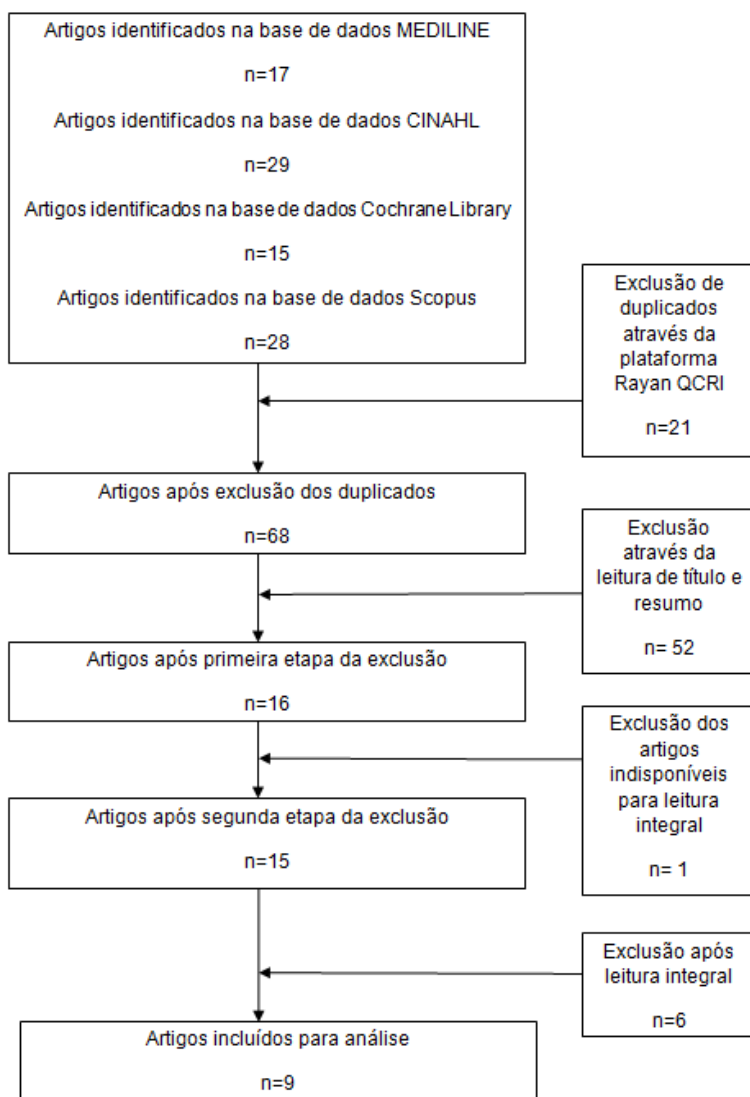 Artigos identificados na base de dados MEDILINE
n=17
Artigos identificados na base de dados CINAHL
n=29
Artigos identificados na base de dados Cochrane Library
n=15
Artigos identificados na base de dados Scopus
n=28
Exclusão de
duplicados
através da
plataforma
Rayan QCRI
n=21
Artigos após exclusão dos duplicados
n=68
Exclusão
através da
leitura de título e
resumo
n= 52
Artigos após primeira etapa da exclusão
n=16
Exclusão dos
artigos
indisponíveis
para leitura
integral
n= 1
Artigos após segunda etapa da exclusão
n=15
Exclusão após
leitura integral
n=6
Artigos incluídos para análise
n=9